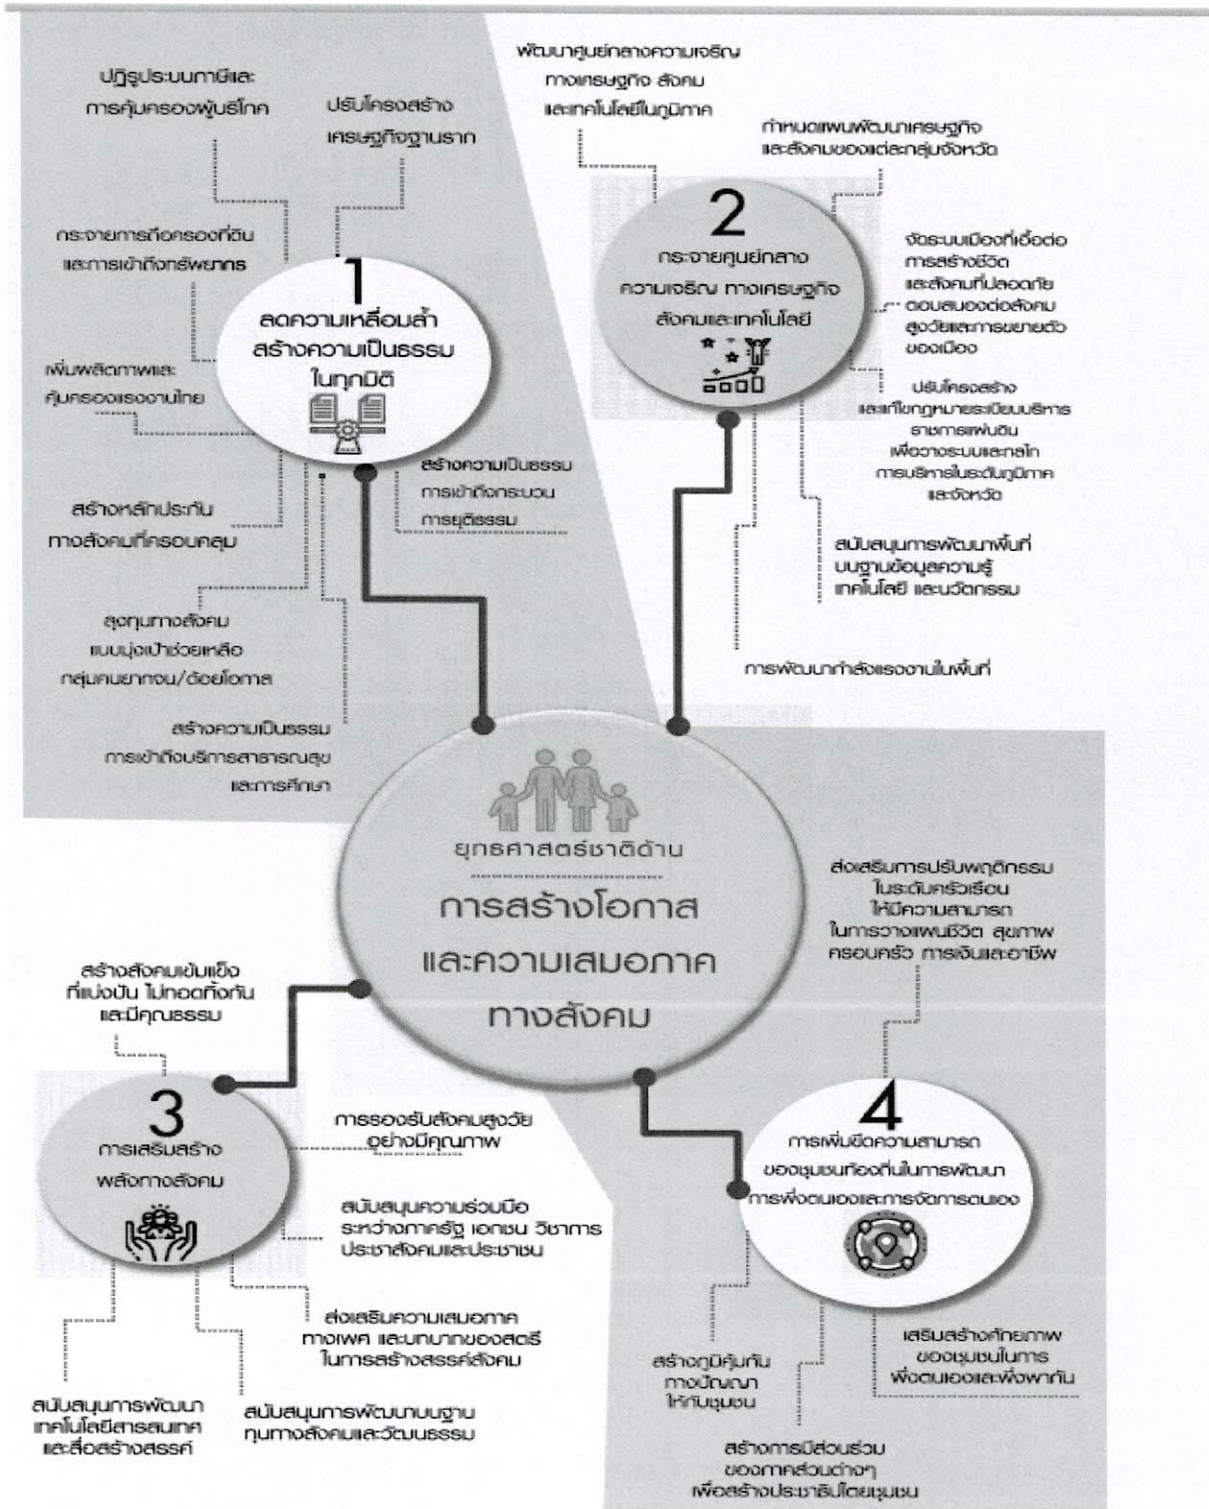 ปฏิรูประบบภาษีและ
การคุ้มครองผู้บริโภค
ปรับโครงสร้าง
เศรษฐกิจฐานราก
กระจายการถือครองที่ดิน
และการเข้าถึงทรัพยากร
1
ลดความเหลื่อมล้ำ
สร้างความเป็นธรรม
ในทุกมิติ
เพิ่มผลิตภาพและ
คุ้มครองแรงงานไทย
สร้างความเป็นธรรม
การเข้าถึงกระบวน
การยุติธรรม
สร้างหลักประกัน
ทางสังคมที่ครอบคลุม
ลงทุนทางสังคม
แบบมุ่งเป้าช่วยเหลือ
กลุ่มคนยากจน/ด้อยโอกาส
สร้างความเป็นธรรม
การเข้าถึงบริการสาธารณสุข
และการศึกษา
พัฒนาศูนย์กลางความเจริญ
ทางเศรษฐกิจ สังคม
และเทคโนโลยีในภูมิภาค
กำหนดแผนพัฒนาเศรษฐกิจ
และสังคมของแต่ละกลุ่มจังหวัด
2
กระจายศูนย์กลาง
ความเจริญ ทางเศรษฐกิจ
สังคมและเทคโนโลยี
จัดระบบเมืองที่เอื้อต่อ
การสร้างชีวิต
และสังคมที่ปลอดภัย
ตอบสนองต่อสังคม
สูงวัยและการขยายตัว
ของเมือง
ปรับโครงสร้าง
และแก้ไขกฎหมายระเบียบบริหาร
ราชการแผ่นดิน
เพื่อวางระบบและกลไก
การบริหารในระดับภูมิภาค
และจังหวัด
สนับสนุนการพัฒนาพื้นที่
บนฐานข้อมูลความรู้
เทคโนโลยี และนวัตกรรม
การพัฒนากำลังแรงงานในพื้นที่
ยุทธศาสตร์ชาติด้าน
การสร้างโอกาส
และความเสมอภาค
ทางสังคม
สร้างสังคมเข้มแข็ง
ที่แบ่งปัน ไม่ทอดทิ้งกัน
และมีคุณธรรม
3
การเสริมสร้าง
พลังทางสังคม
การรองรับสังคมสูงวัย
อย่างมีคุณภาพ
สนับสนุนความร่วมมือ
ระหว่างภาครัฐ เอกชน วิชาการ
ประชาสังคมและประชาชน
ส่งเสริมความเสมอภาค
ทางเพศ และบทบาทของสตรี
ในการสร้างสรรค์สังคม
สนับสนุนการพัฒนา
เทคโนโลยีสารสนเทศ
และสื่อสร้างสรรค์
สนับสนุนการพัฒนาบนฐาน
ทุนทางสังคมและวัฒนธรรม
ส่งเสริมการปรับพฤติกรรม
ในระดับครัวเรือน
ให้มีความสามารถ
ในการวางแผนชีวิต สุขภาพ
ครอบครัว การเงินและอาชีพ
4
การเพิ่มขีดความสามารถ
ของชุมชนท้องถิ่นในการพัฒนา
การพึ่งตนเองและการจัดการตนเอง
สร้างภูมิคุ้มกัน
ทางปัญญา
ให้กับชุมชน
เสริมสร้างศักยภาพ
ของชุมชนในการ
พึ่งตนเองและพึ่งพากัน
สร้างการมีส่วนร่วม
ของภาคส่วนต่างๆ
เพื่อสร้างประชาธิปไตยชุมชน